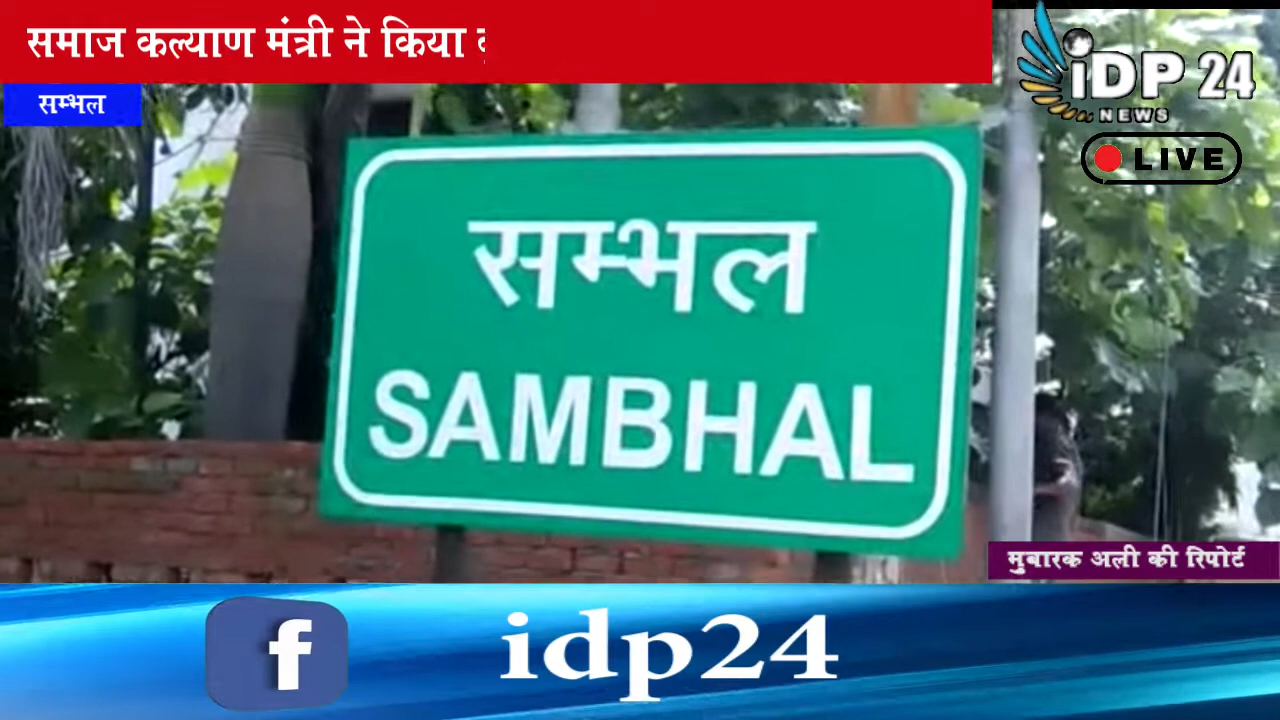 समाज कल्याण मंत्री ने किया
iDP 24
NEWS
LIVE
सम्भल
सम्भल
SAMBHAL
मुबारक अली की रिपोर्ट
f
idp24